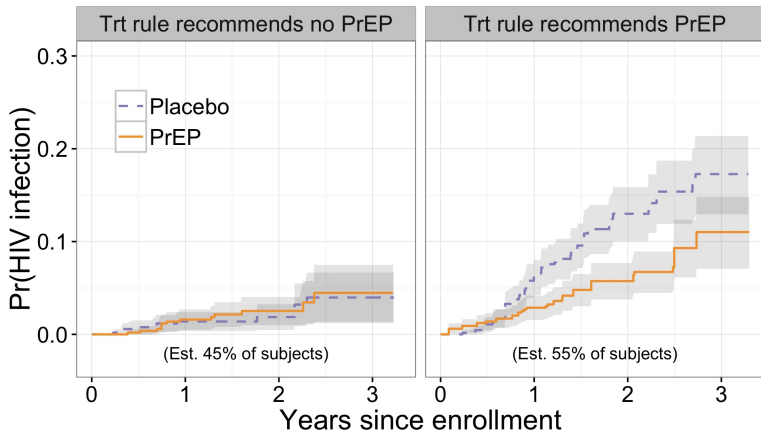 Trt rule recommends no PrEP
Trt rule recommends PrEP
Pr(HIV infection)
0.3
0.2
0.1
0.0
Placebo
PrEP
(Est. 45% of subjects)
(Est. 55% of subjects)
0 1 2 3
0 1 2 3
Years since enrollment